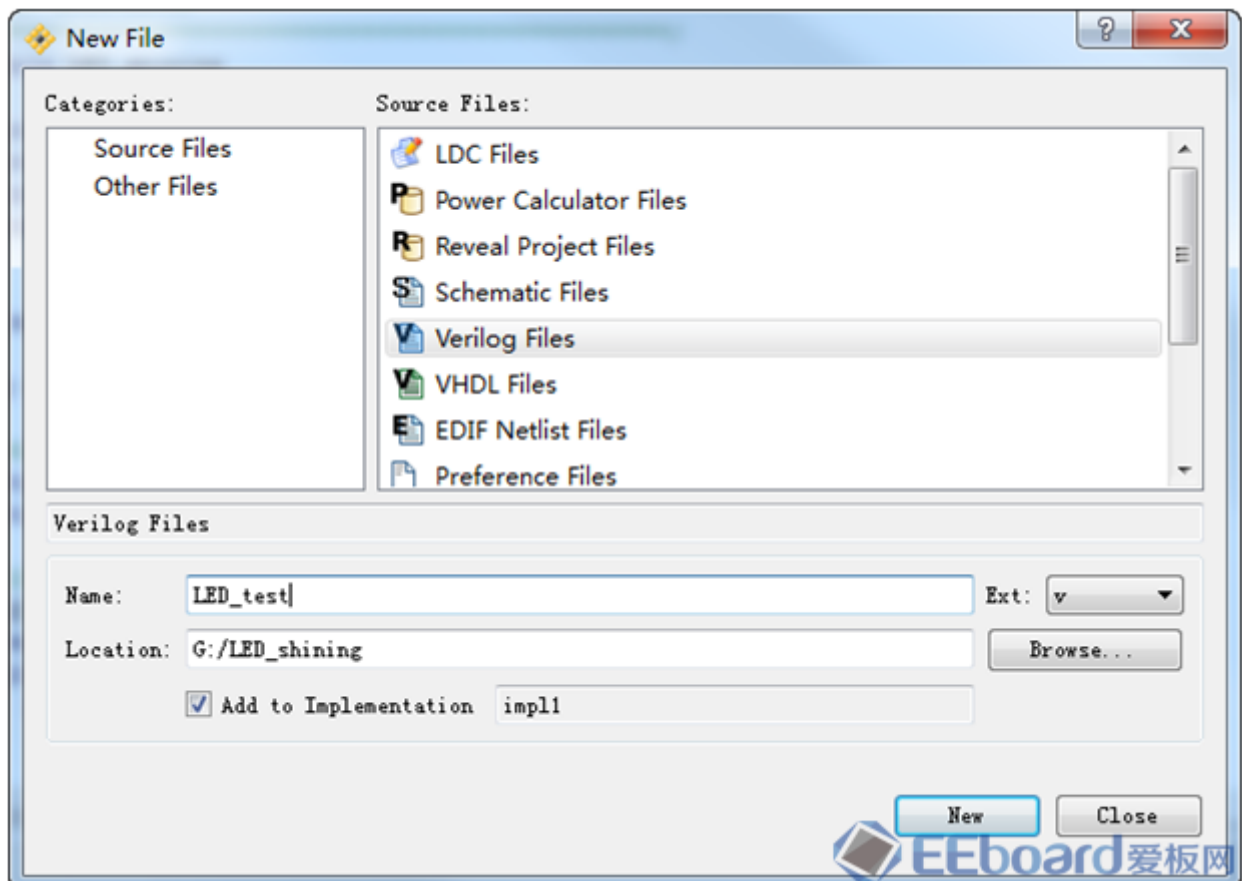 New File
Categories:
Source Files
Other Files
Source Files:
LDC Files
Power Calculator Files
Reveal Project Files
Schematic Files
Verilog Files
VHDL Files
EDIF Netlist Files
Preference Files
Verilog Files
Name: LED_test Ext: v
Location: G:/LED_shining Browse...
Add to Implementation impl1
New Close
EEboard爱板网